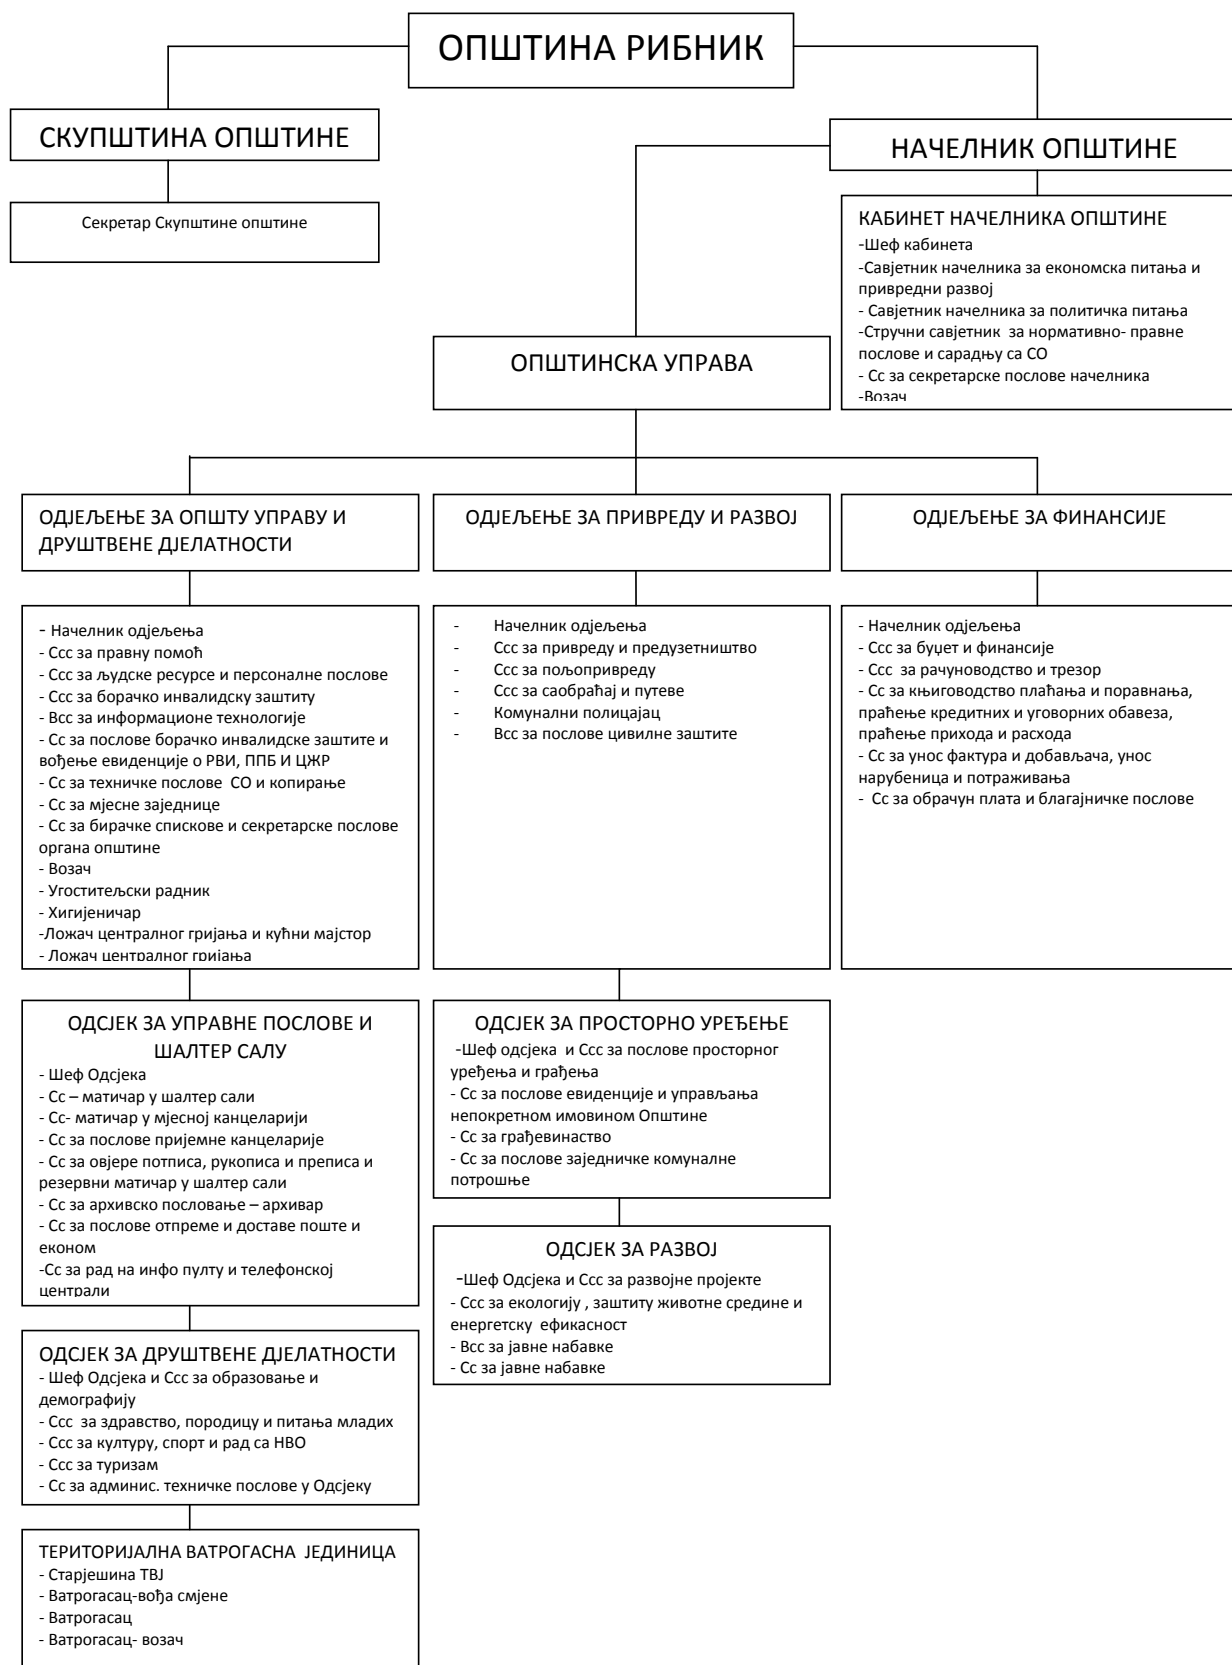 ОПШТИНА РИБНИК
СКУПШТИНА ОПШТИНЕ
Секретар Скупштине општине
НАЧЕЛНИК ОПШТИНЕ
КАБИНЕТ НАЧЕЛНИКА ОПШТИНЕ
-Шеф кабинета
-Савјетник начелника за економска питања и
привредни развој
- Савјетник начелника за политичка питања
-Стручни савјетник за нормативно- правне
послове и сарадњу са СО
- Сс за секретарске послове начелника
-Возач
ОПШТИНСКА УПРАВА
ОДЈЕЉЕЊЕ ЗА ОПШТУ УПРАВУ И
ДРУШТВЕНЕ ДЈЕЛАТНОСТИ
- Начелник одјељења
- Ссс за правну помоћ
- Ссс за људске ресурсе и персоналне послове
- Ссс за борачко инвалидску заштиту
- Всс за информационе технологије
- Сс за послове борачко инвалидске заштите и
вођење евиденције о РВИ, ППБ И ЦЖР
- Сс за техничке послове СО и копирање
- Сс за мјесне заједнице
- Сс за бирачке спискове и секретарске послове
органа општине
- Возач
- Угоститељски радник
- Хигијеничар
-Ложач централног гријања и кућни мајстор
- Ложач централног гријања
ОДСЈЕК ЗА УПРАВНЕ ПОСЛОВЕ И
ШАЛТЕР САЛУ
- Шеф Одсјека
- Сс – матичар у шалтер сали
- Сс- матичар у мјесној канцеларији
- Сс за послове пријемне канцеларије
- Сс за овјере потписа, рукописа и преписа и
резервни матичар у шалтер сали
- Сс за архивско пословање – архивар
- Сс за послове отпреме и доставе поште и
економ
-Сс за рад на инфо пулту и телефонској
централи
ОДСЈЕК ЗА ДРУШТВЕНЕ ДЈЕЛАТНОСТИ
- Шеф Одсјека и Ссс за образовање и
демографију
- Ссс за здравство, породицу и питања младих
- Ссс за културу, спорт и рад са НВО
- Ссс за туризам
- Сс за админис. техничке послове у Одсјеку
ТЕРИТОРИЈАЛНА ВАТРОГАСНА ЈЕДИНИЦА
- Старјешина ТВЈ
- Ватрогасац-вођа смјене
- Ватрогасац
- Ватрогасац- возач
ОДЈЕЉЕЊЕ ЗА ПРИВРЕДУ И РАЗВОЈ
- Начелник одјељења
- Ссс за привреду и предузетништво
- Ссс за пољопривреду
- Ссс за саобраћај и путеве
- Комунални полицајац
- Всс за послове цивилне заштите
ОДСЈЕК ЗА ПРОСТОРНО УРЕЂЕЊЕ
-Шеф одсјека и Ссс за послове просторног
уређења и грађења
- Сс за послове евиденције и управљања
непокретном имовином Општине
- Сс за грађевинаство
- Сс за послове заједничке комуналне
потрошње
ОДСЈЕК ЗА РАЗВОЈ
-Шеф Одсјека и Ссс за развојне пројекте
- Ссс за екологију , заштиту животне средине и
енергетску ефикасност
- Всс за јавне набавке
- Сс за јавне набавке
ОДЈЕЉЕЊЕ ЗА ФИНАНСИЈЕ
- Начелник одјељења
- Ссс за буџет и финансије
- Ссс за рачуноводство и трезор
- Сс за књиговодство плаћања и поравнања,
праћење кредитних и уговорних обавеза,
праћење прихода и расхода
- Сс за унос фактура и добављача, унос
нарубеница и потраживања
- Сс за обрачун плата и благајничке послове